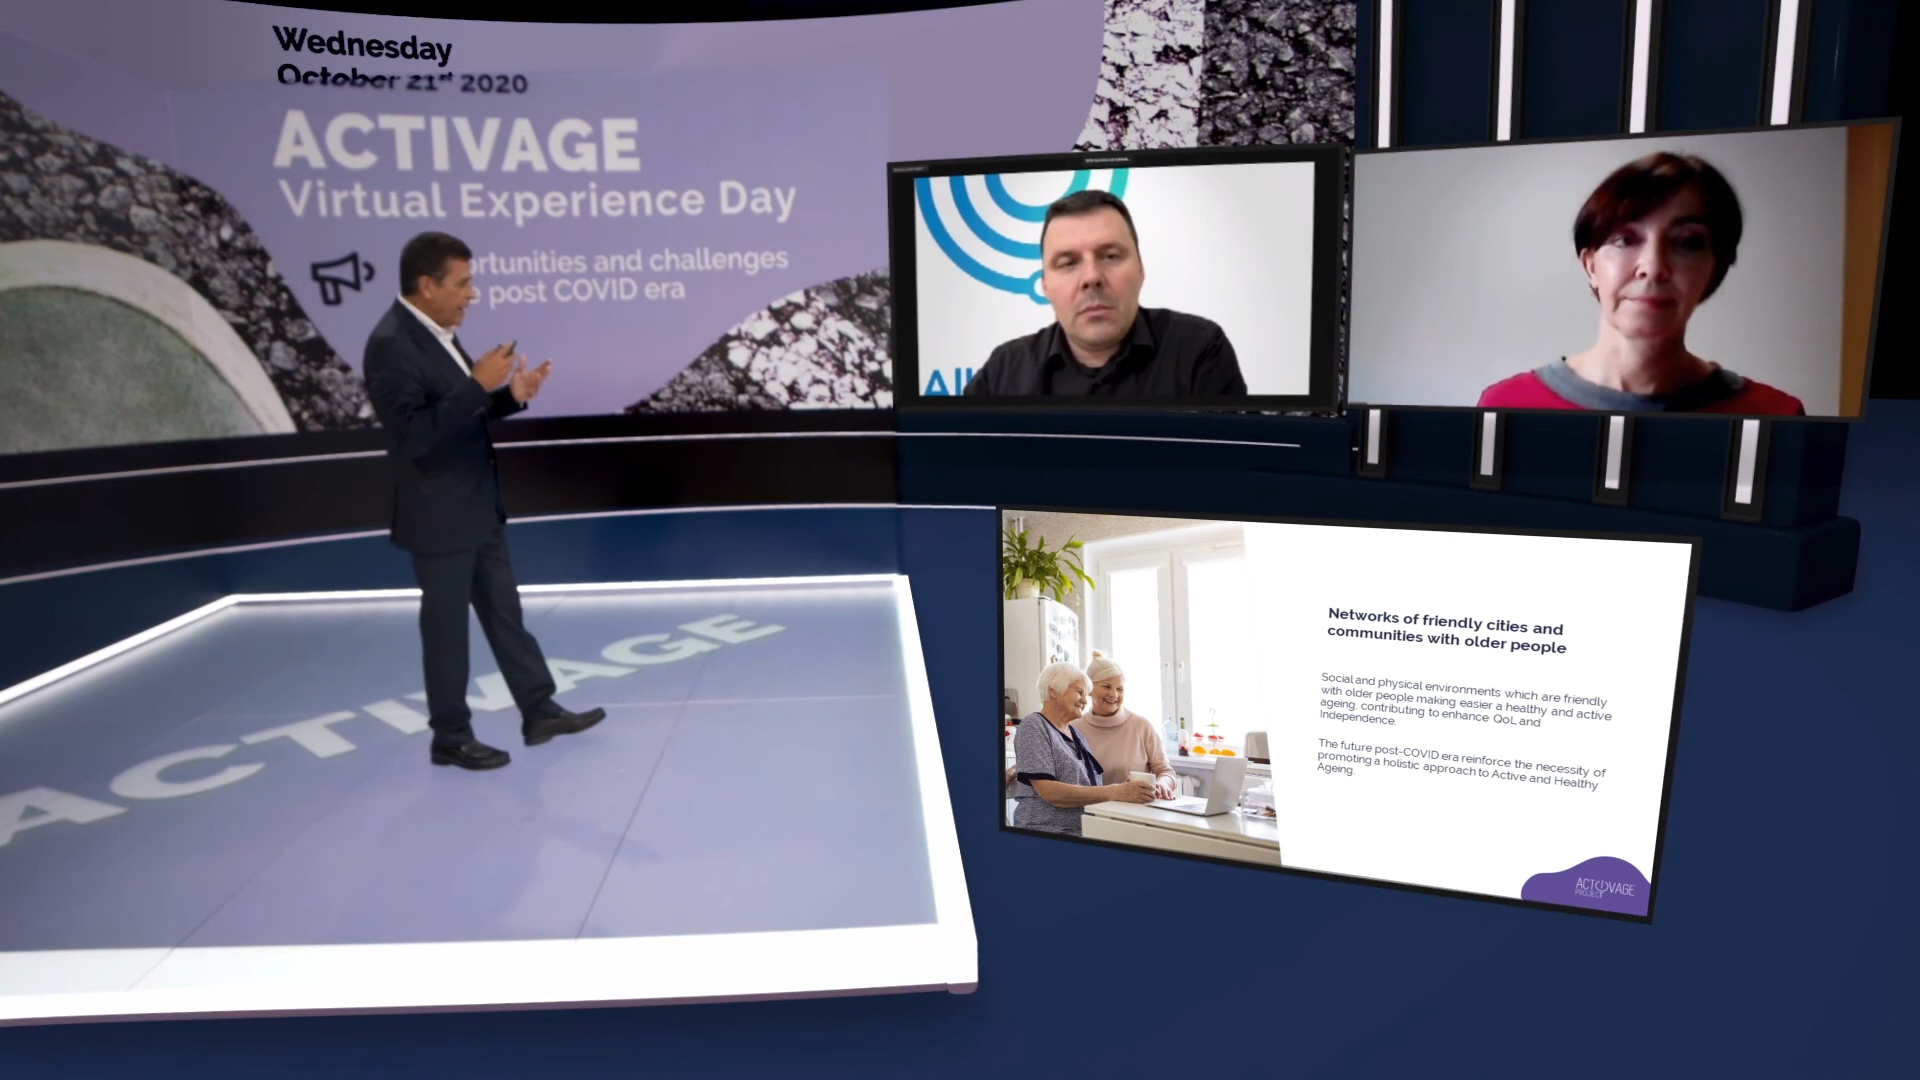 Wednesday
October 21st 2020
ACTIVAGE
Virtual Experience Day
rtunities and challenges
post COVID era
All
ACTIVAGE
Networks of friendly cities and
communities with older people
Social and physical environments which are friendly
with older people making easier a healthy and active
ageing, contributing to enhance QoL and
Independence.
The future post-COVID era reinforce the necessity of
promoting a holistic approach to Active and Healthy
Ageing.
ACTIVAGE
PROJECT